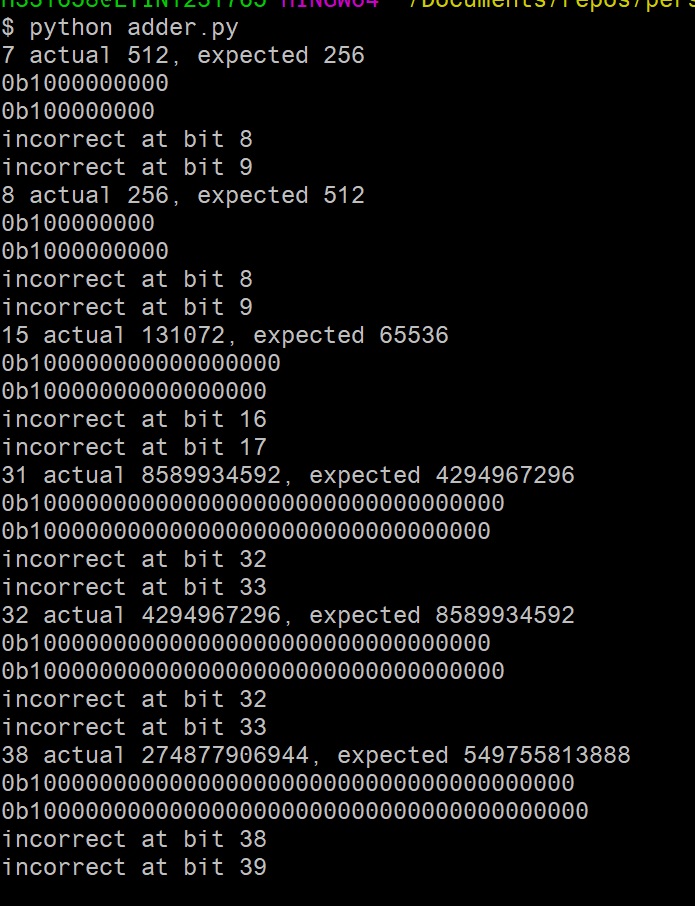 MINGW64 /Documents/repos/pers
$ python adder.py
7 actual 512, expected 256
0b1000000000
0b100000000
incorrect at bit 8
incorrect at bit 9
8 actual 256, expected 512
0b100000000
0b1000000000
incorrect at bit 8
incorrect at bit 9
15 actual 131072, expected 65536
0b100000000000000000
0b10000000000000000
incorrect at bit 16
incorrect at bit 17
31 actual 8589934592, expected 4294967296
0b1000000000000000000000000000000000
0b100000000000000000000000000000000
incorrect at bit 32
incorrect at bit 33
32 actual 4294967296, expected 8589934592
0b100000000000000000000000000000000
0b1000000000000000000000000000000000
incorrect at bit 32
incorrect at bit 33
38 actual 274877906944, expected 549755813888
0b100000000000000000000000000000000000000
0b1000000000000000000000000000000000000000
incorrect at bit 38
incorrect at bit 39